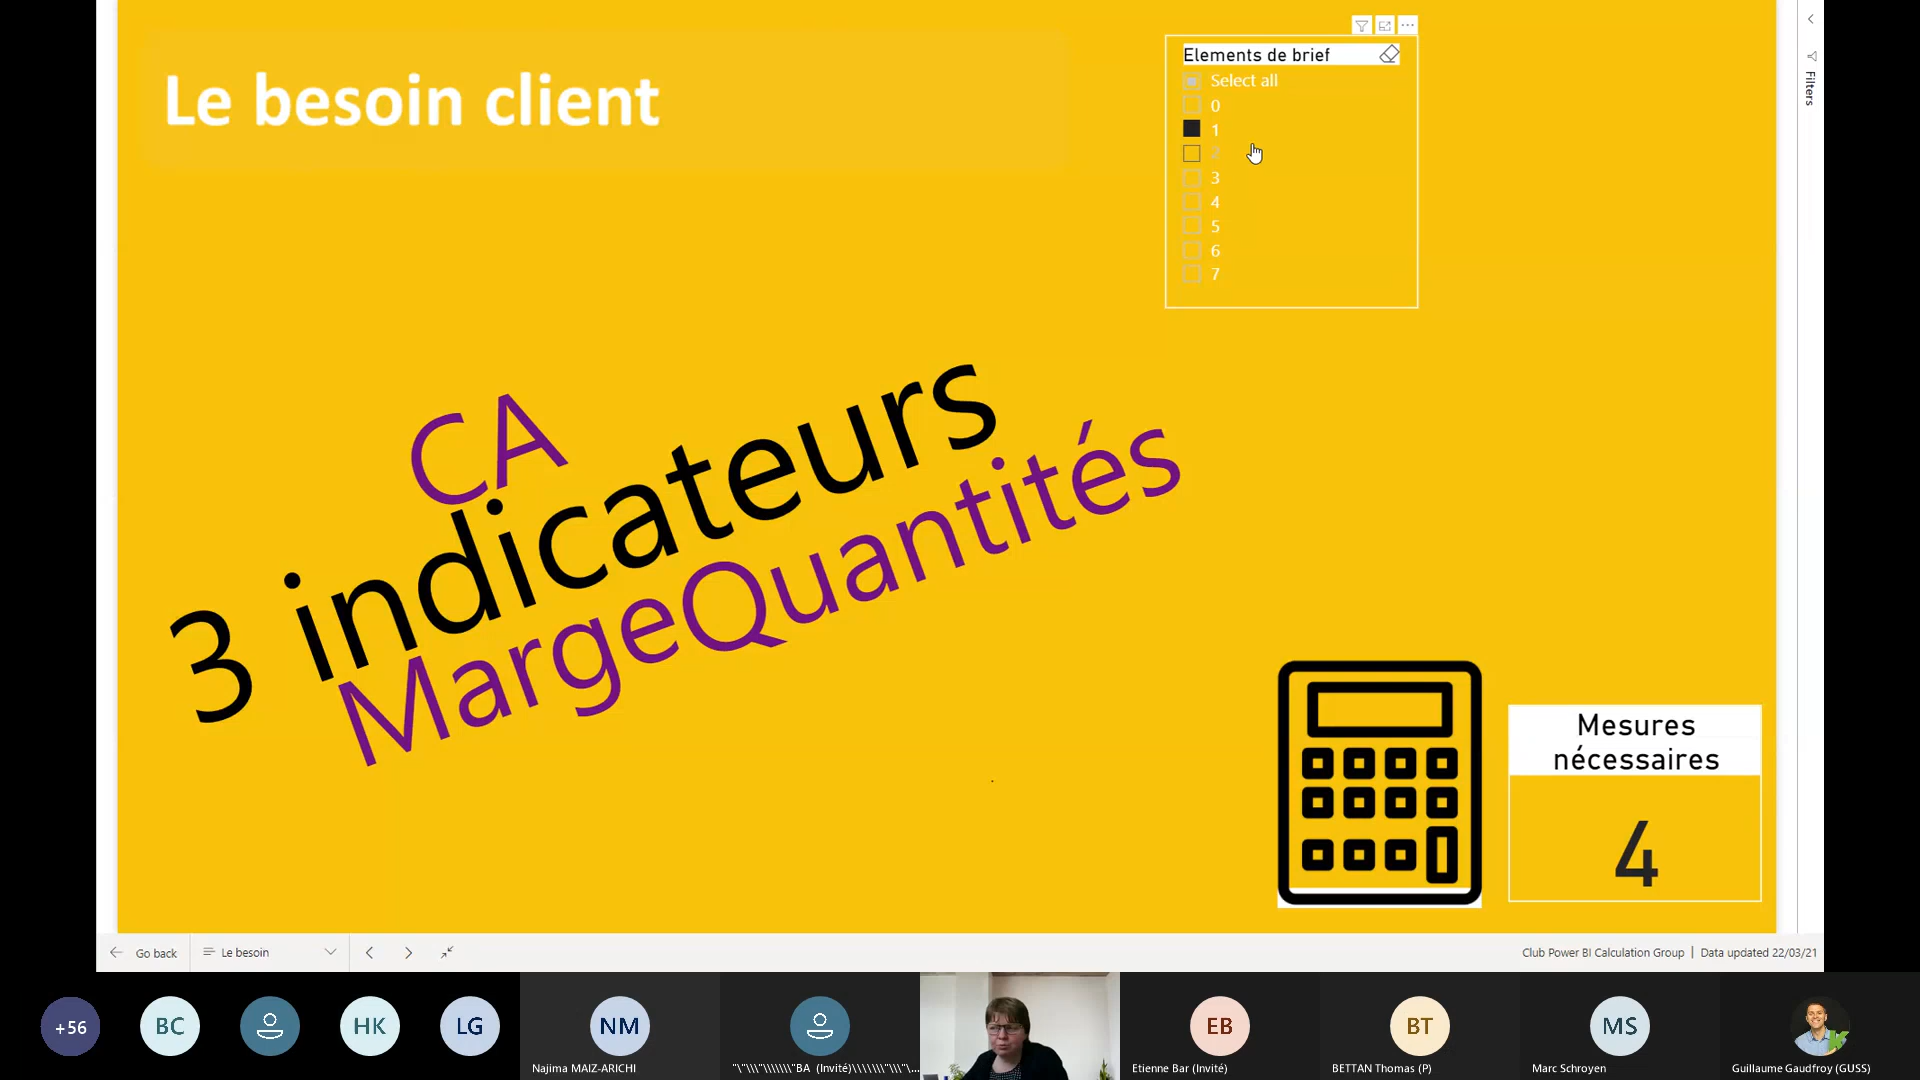 Le besoin client
Elements de brief
Select all
0
1
2
3
4
5
6
7
Filters
CA
3 indicateurs
MargeQuantités
Mesures
nécessaires
4
Go back
Le besoin
Club Power BI Calculation Group | Data updated 22/03/21
+56
BC
HK
LG
NM
EB
BT
MS
Najima MAIZ-ARICHI
"\"\\\"\\\\\\\"BA (Invité)\\\\\\\"\\\"\...
Etienne Bar (Invité)
BETTAN Thomas (P)
Marc Schroyen
Guillaume Gaudfroy (GUSS)